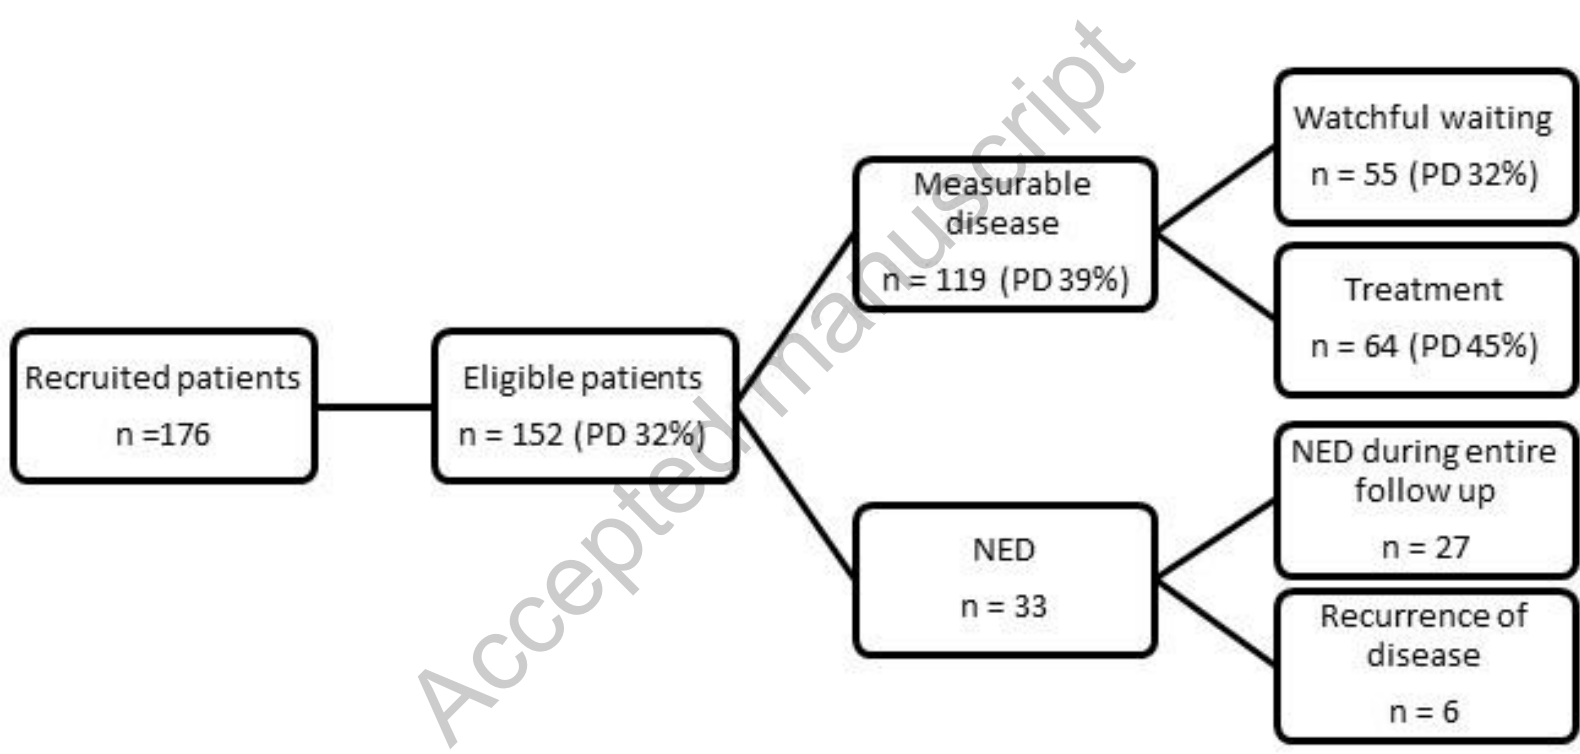 Recruited patients
n =176
Eligible patients
n = 152 (PD 32%)
Measurable
disease
n = 119 (PD 39%)
NED
n = 33
Watchful waiting
n = 55 (PD 32%)
Treatment
n = 64 (PD 45%)
NED during entire
follow up
n = 27
Recurrence of
disease
n = 6
Accepted manuscript